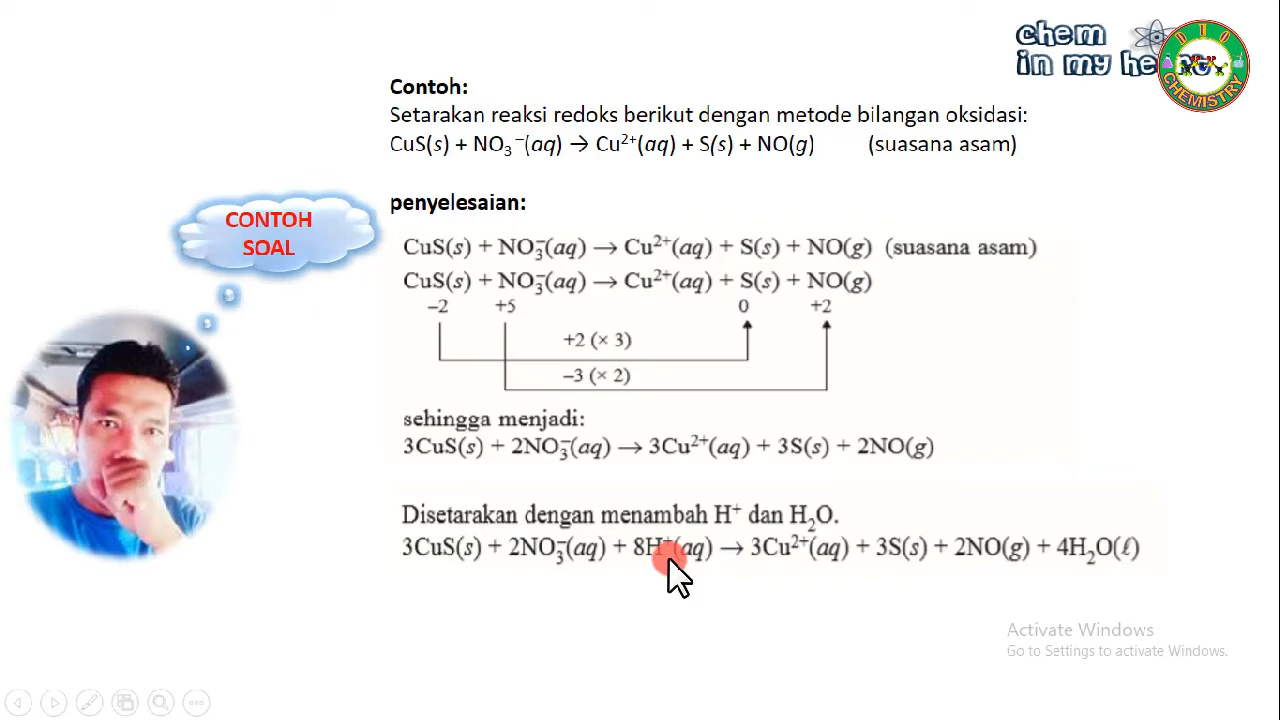 chem
in my he
DUO
CHEMISTRY
Contoh:
Setarakan reaksi redoks berikut dengan metode bilangan oksidasi:
CuS(s) + NO₃⁻(aq) → Cu²⁺(aq) + S(s) + NO(g) (suasana asam)
penyelesaian:
CONTOH
SOAL
CuS(s) + NO₃⁻(aq) → Cu²⁺(aq) + S(s) + NO(g) (suasana asam)
CuS(s) + NO₃⁻(aq) → Cu²⁺(aq) + S(s) + NO(g)
–2 +5 0 +2
+2 (× 3)
–3 (× 2)
sehingga menjadi:
3CuS(s) + 2NO₃⁻(aq) → 3Cu²⁺(aq) + 3S(s) + 2NO(g)
Disetarakan dengan menambah H⁺ dan H₂O.
3CuS(s) + 2NO₃⁻(aq) + 8H⁺(aq) → 3Cu²⁺(aq) + 3S(s) + 2NO(g) + 4H₂O(ℓ)
Activate Windows
Go to Settings to activate Windows.